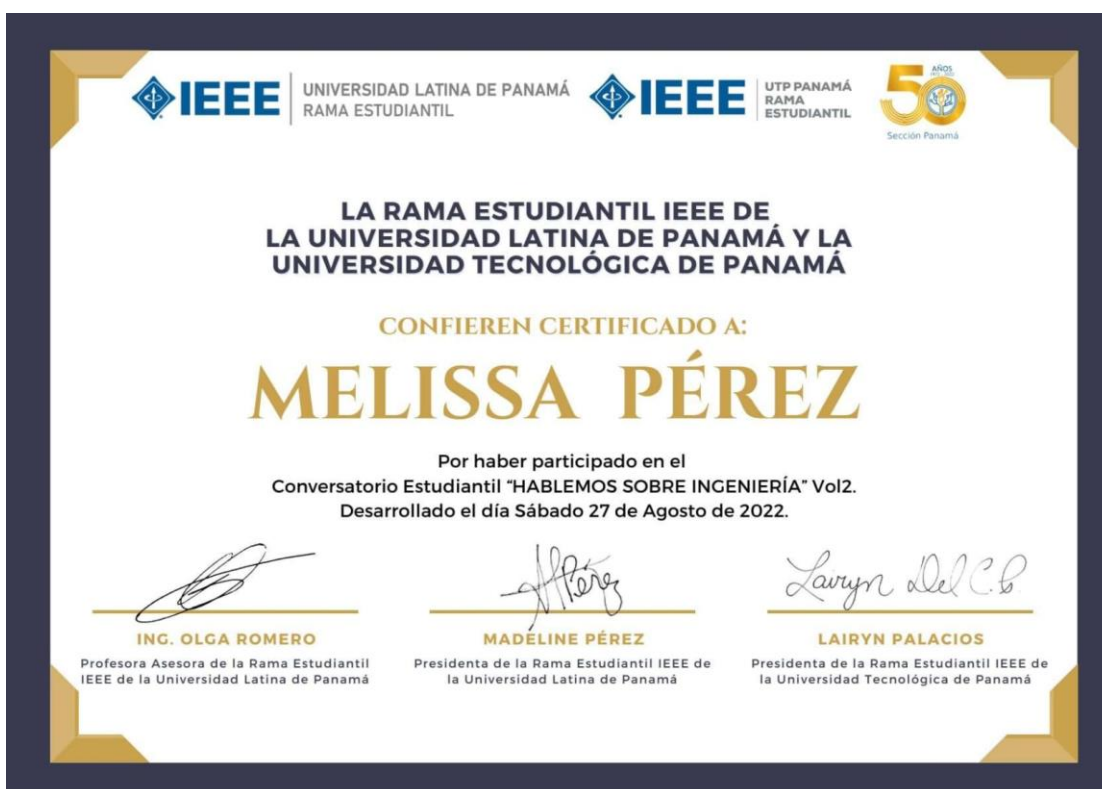 IEEE
UNIVERSIDAD LATINA DE PANAMÁ
RAMA ESTUDIANTIL
IEEE
UTP PANAMÁ
RAMA
ESTUDIANTIL
50
AÑOS
Sección Panamá
LA RAMA ESTUDIANTIL IEEE DE
LA UNIVERSIDAD LATINA DE PANAMÁ Y LA
UNIVERSIDAD TECNOLÓGICA DE PANAMÁ
CONFIEREN CERTIFICADO A:
MELISSA PÉREZ
Por haber participado en el
Conversatorio Estudiantil “HABLEMOS SOBRE INGENIERÍA” Vol2.
Desarrollado el día Sábado 27 de Agosto de 2022.
MPérez
Lairyn Del C.
ING. OLGA ROMERO
Profesora Asesora de la Rama Estudiantil
IEEE de la Universidad Latina de Panamá
MADELINE PÉREZ
Presidenta de la Rama Estudiantil IEEE de
la Universidad Latina de Panamá
LAIRYN PALACIOS
Presidenta de la Rama Estudiantil IEEE de
la Universidad Tecnológica de Panamá